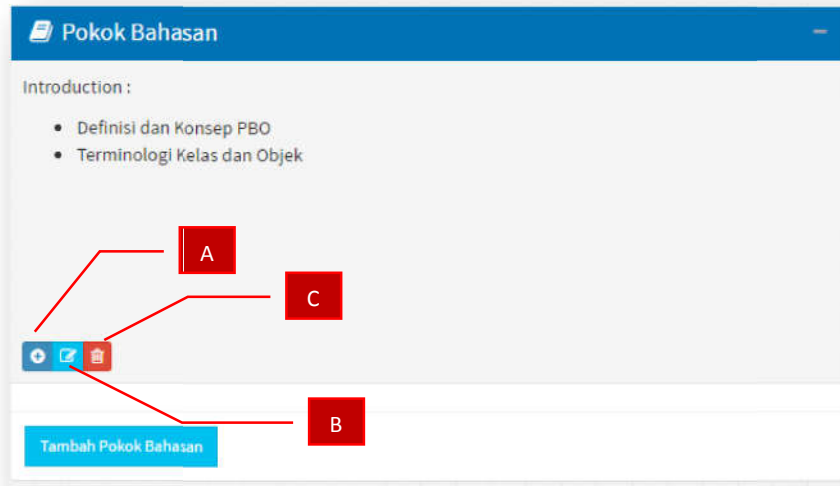 Pokok Bahasan
Introduction :
Definisi dan Konsep PBO
Terminologi Kelas dan Objek
A
C
B
Tambah Pokok Bahasan